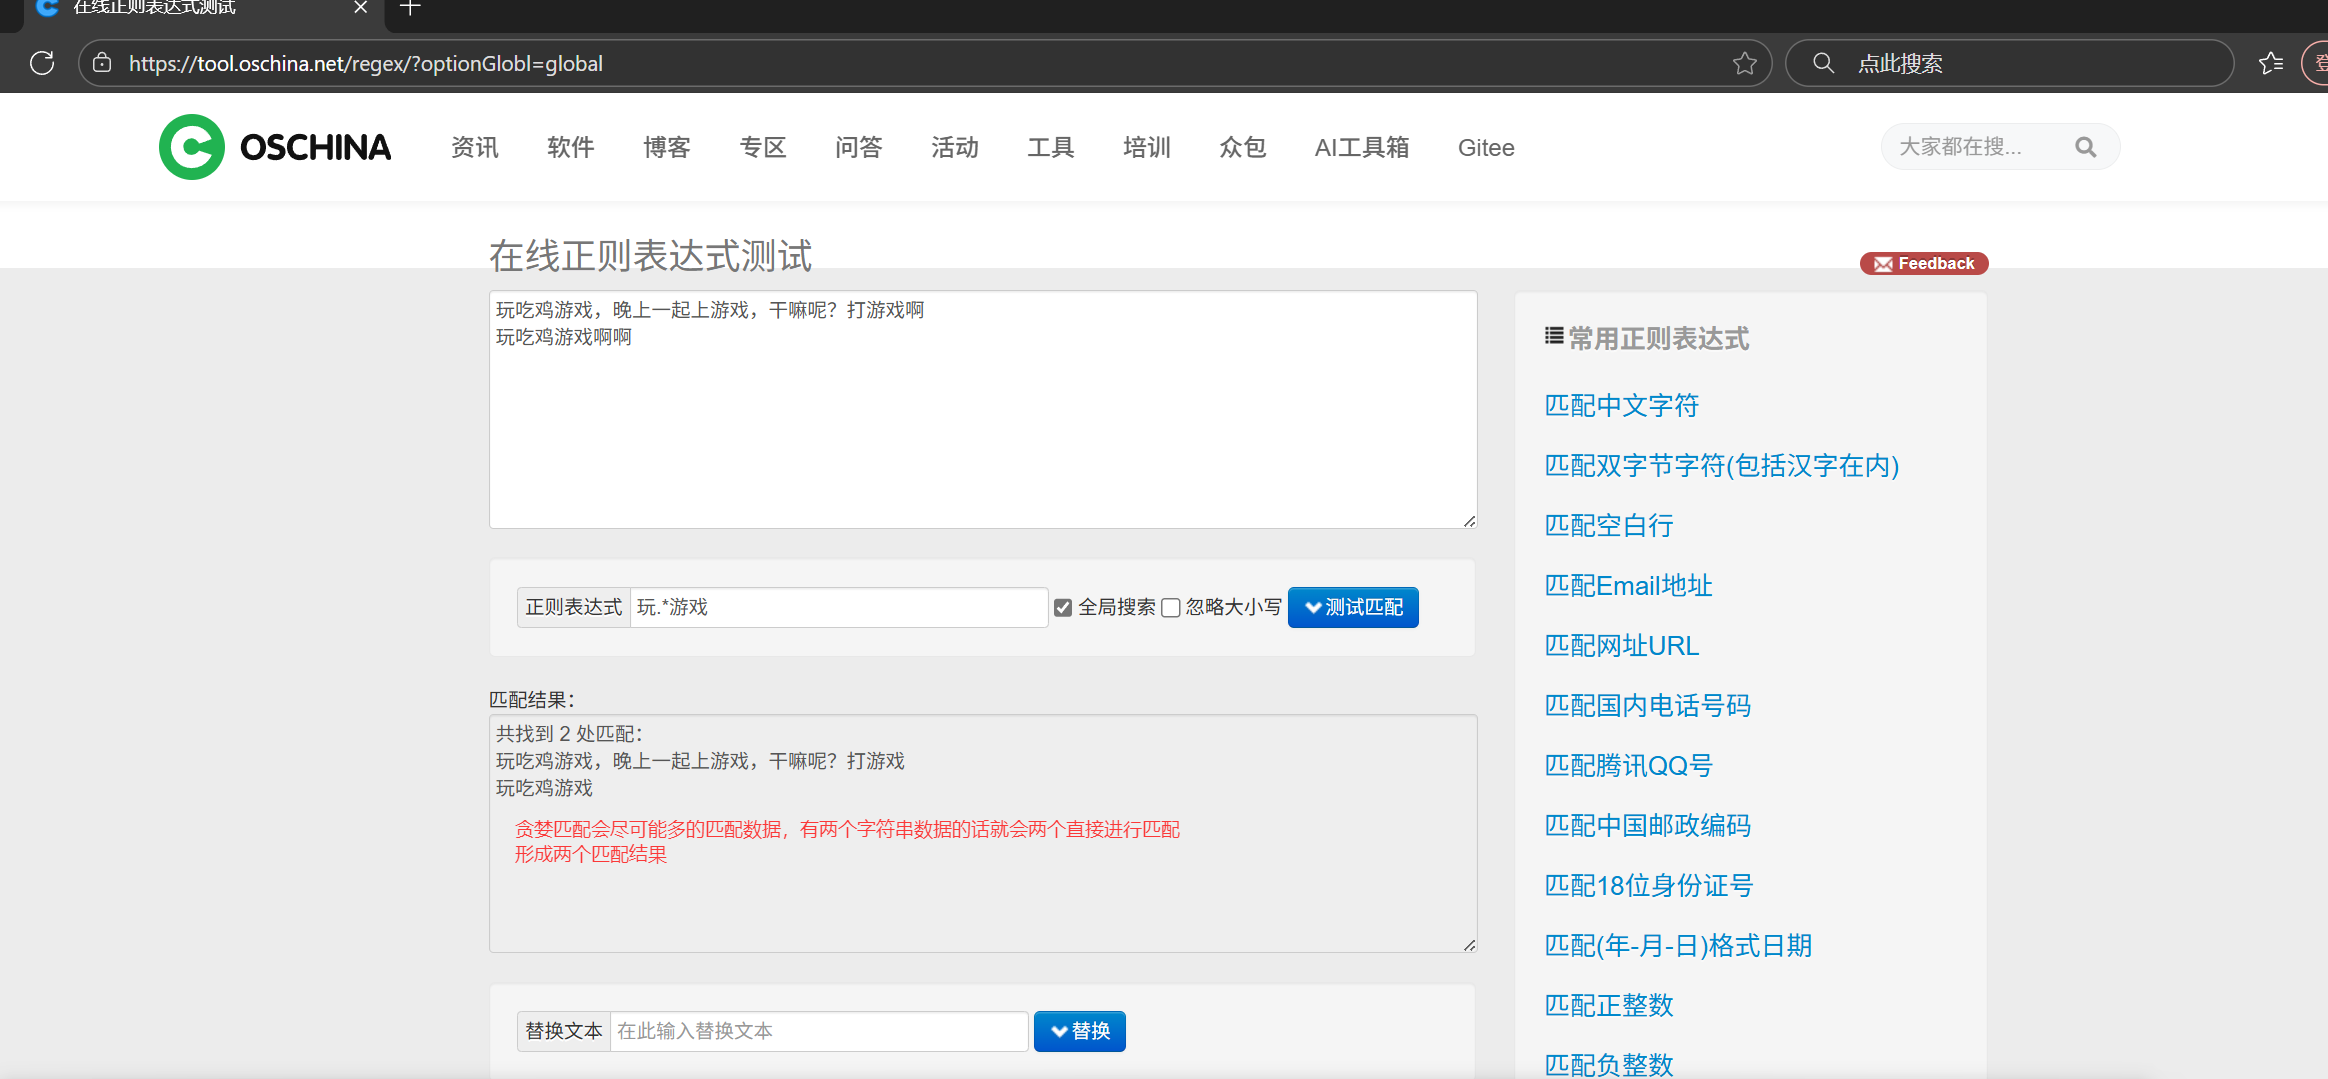 在线正则表达式测试
https://tool.oschina.net/regex/?optionGlobl=global
点此搜索
登
OSCHINA
资讯 软件 博客 专区 问答 活动 工具 培训 众包 AI工具箱 Gitee
大家都在搜...
在线正则表达式测试
Feedback
玩吃鸡游戏，晚上一起上游戏，干嘛呢？打游戏啊
玩吃鸡游戏啊啊
正则表达式 玩.*游戏 全局搜索 忽略大小写 测试匹配
匹配结果：
共找到 2 处匹配：
玩吃鸡游戏，晚上一起上游戏，干嘛呢？打游戏
玩吃鸡游戏
贪婪匹配会尽可能多的匹配数据，有两个字符串数据的话就会两个直接进行匹配
形成两个匹配结果
替换文本 在此输入替换文本 替换
常用正则表达式
匹配中文字符
匹配双字节字符(包括汉字在内)
匹配空白行
匹配Email地址
匹配网址URL
匹配国内电话号码
匹配腾讯QQ号
匹配中国邮政编码
匹配18位身份证号
匹配(年-月-日)格式日期
匹配正整数
匹配负整数